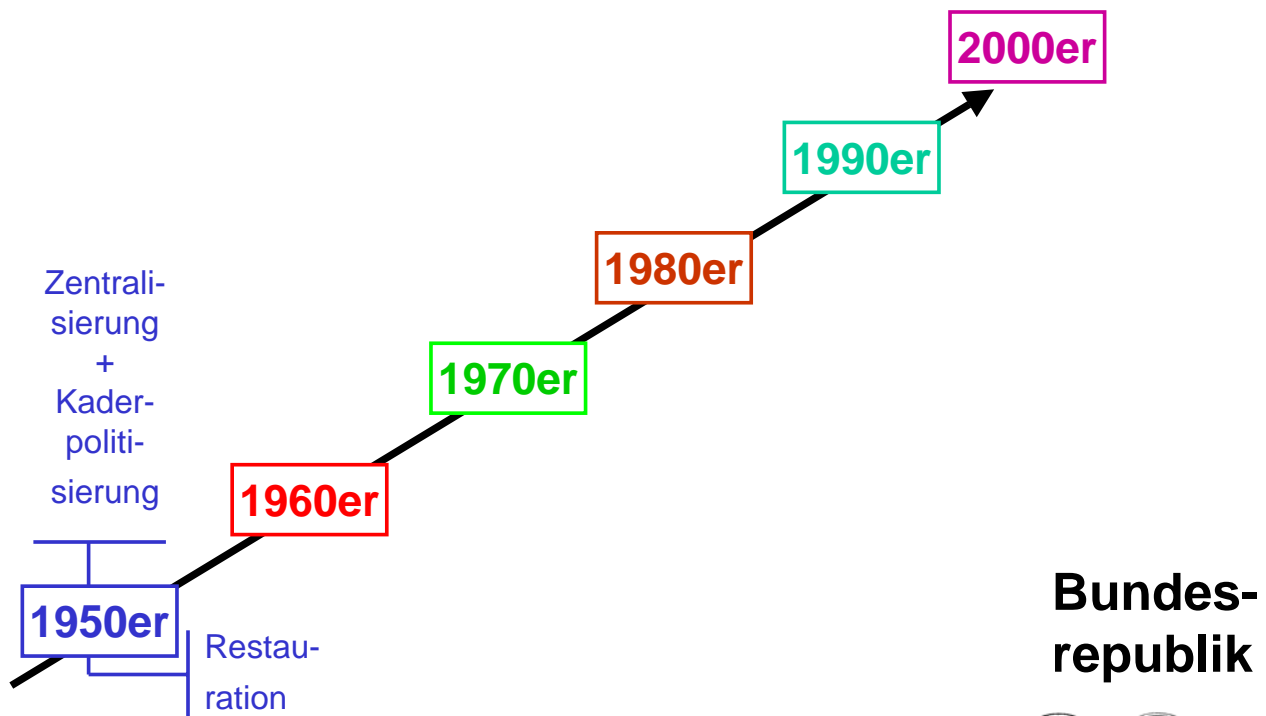 2000er
1990er
1980er
1970er
1960er
Zentrali-
sierung
+
Kader-
politi-
sierung
1950er
Restau-
ration
Bundes-
republik